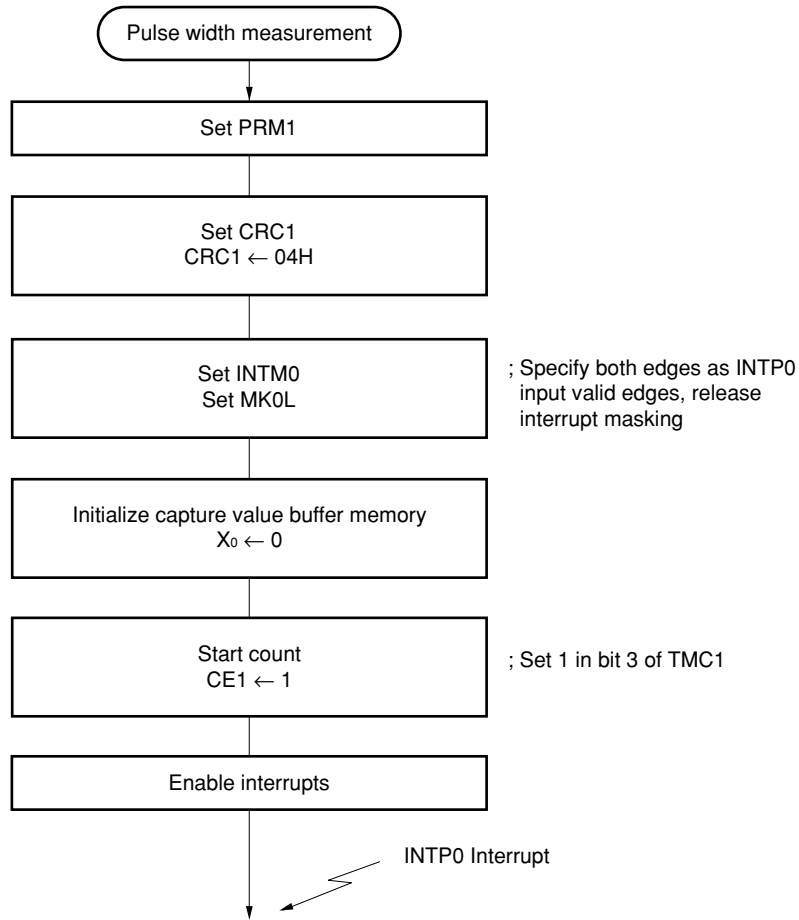 Pulse width measurement
Set PRM1
Set CRC1
CRC1 ← 04H
Set INTM0
Set MK0L
; Specify both edges as INTP0
input valid edges, release
interrupt masking
Initialize capture value buffer memory
X₀ ← 0
Start count
CE1 ← 1
; Set 1 in bit 3 of TMC1
Enable interrupts
INTP0 Interrupt